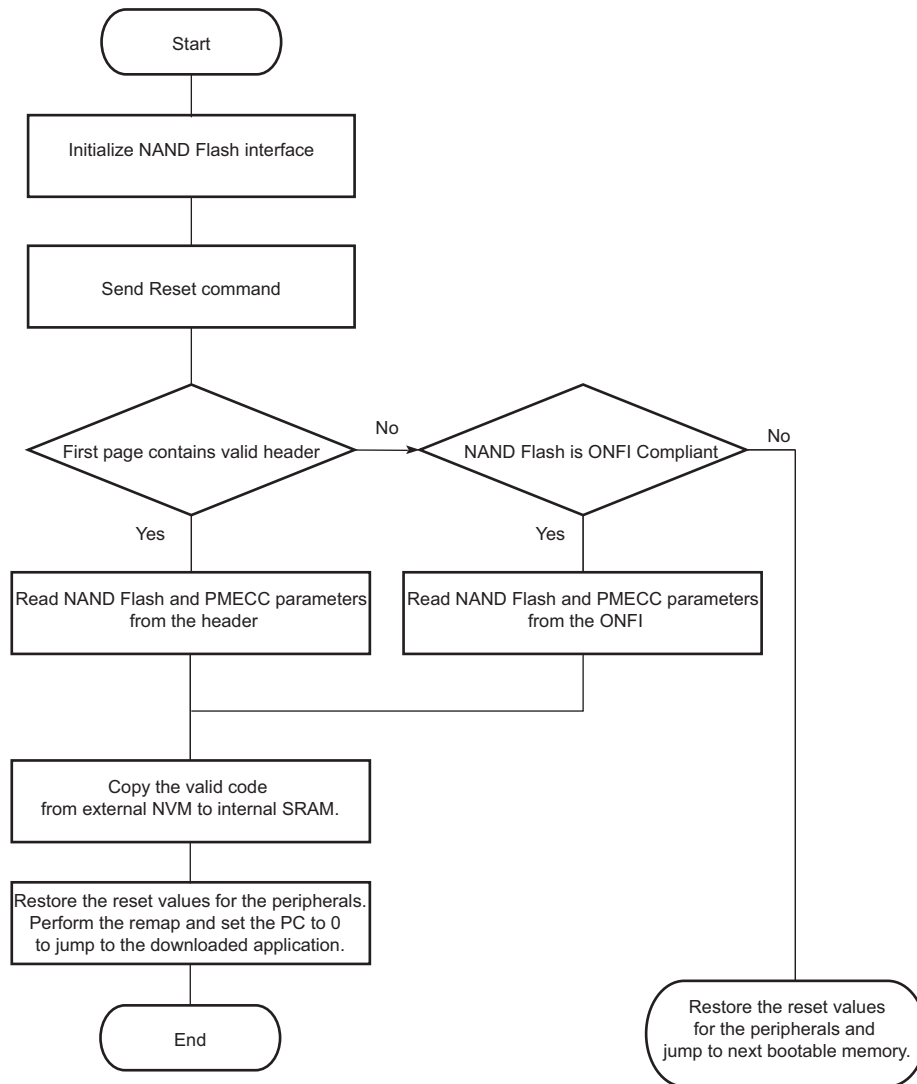 Start
Initialize NAND Flash interface
Send Reset command
First page contains valid header
No
NAND Flash is ONFI Compliant
No
Yes
Yes
Read NAND Flash and PMECC parameters
from the header
Read NAND Flash and PMECC parameters
from the ONFI
Copy the valid code
from external NVM to internal SRAM.
Restore the reset values for the peripherals.
Perform the remap and set the PC to 0
to jump to the downloaded application.
End
Restore the reset values
for the peripherals and
jump to next bootable memory.